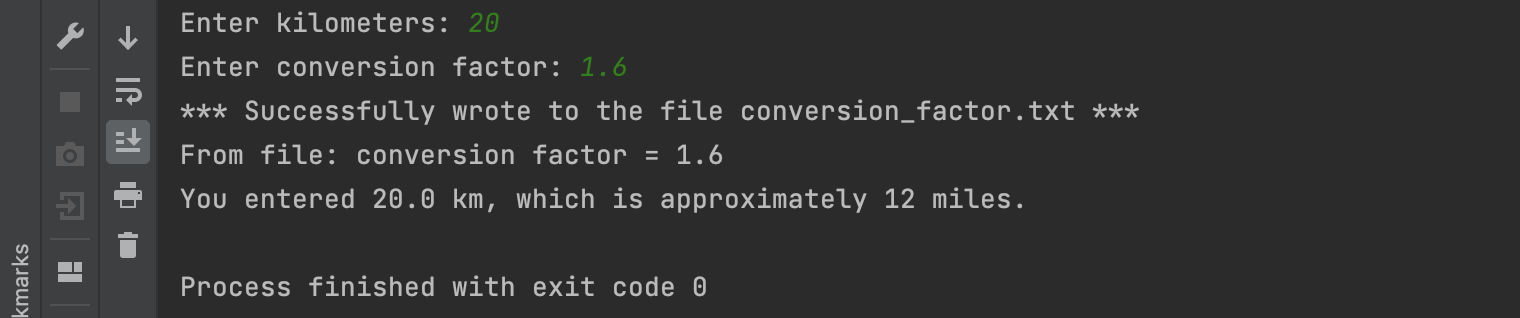 Enter kilometers: 20
Enter conversion factor: 1.6
*** Successfully wrote to the file conversion_factor.txt ***
From file: conversion factor = 1.6
You entered 20.0 km, which is approximately 12 miles.
Process finished with exit code 0
kmarks